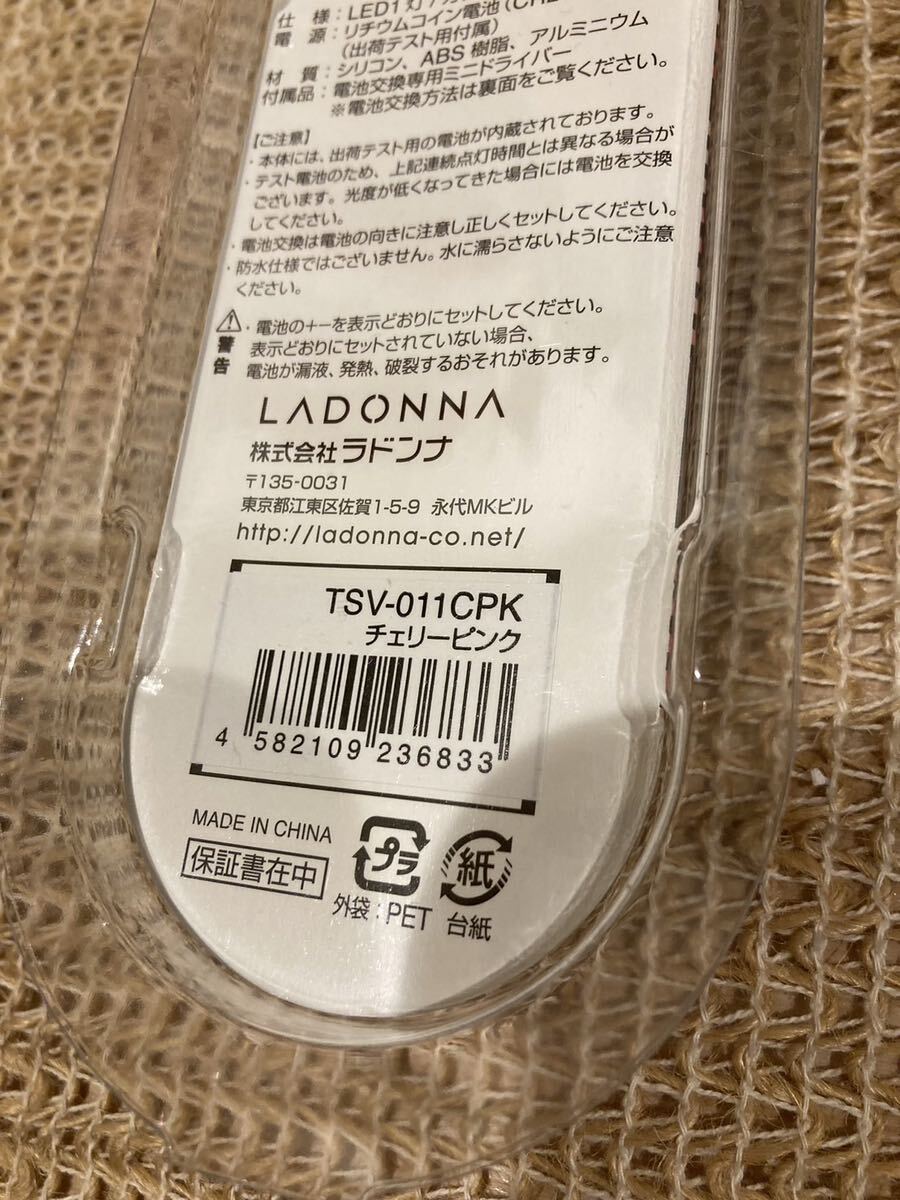 仕　様：LED1灯
電　源：リチウムコイン電池
（出荷テスト用付属）
材　質：シリコン、ABS樹脂、アルミニウム
付属品：電池交換専用ミニドライバー
※電池交換方法は裏面をご覧ください。
【ご注意】
・本体には、出荷テスト用の電池が内蔵されております。
・テスト電池のため、上記連続点灯時間とは異なる場合が
ございます。光度が低くなってきた場合には電池を交換
してください。
・電池交換は電池の向きに注意し正しくセットしてください。
・防水仕様ではございません。水に濡らさないようにご注意
ください。
警告
・電池の+−を表示どおりにセットしてください。
表示どおりにセットされていない場合、
電池が漏液、発熱、破裂するおそれがあります。
LADONNA
株式会社ラドンナ
〒135-0031
東京都江東区佐賀1-5-9 永代MKビル
http://ladonna-co.net/
TSV-011CPK
チェリーピンク
4 582109 236833
MADE IN CHINA
保証書在中
プラ
外袋：PET
紙
台紙